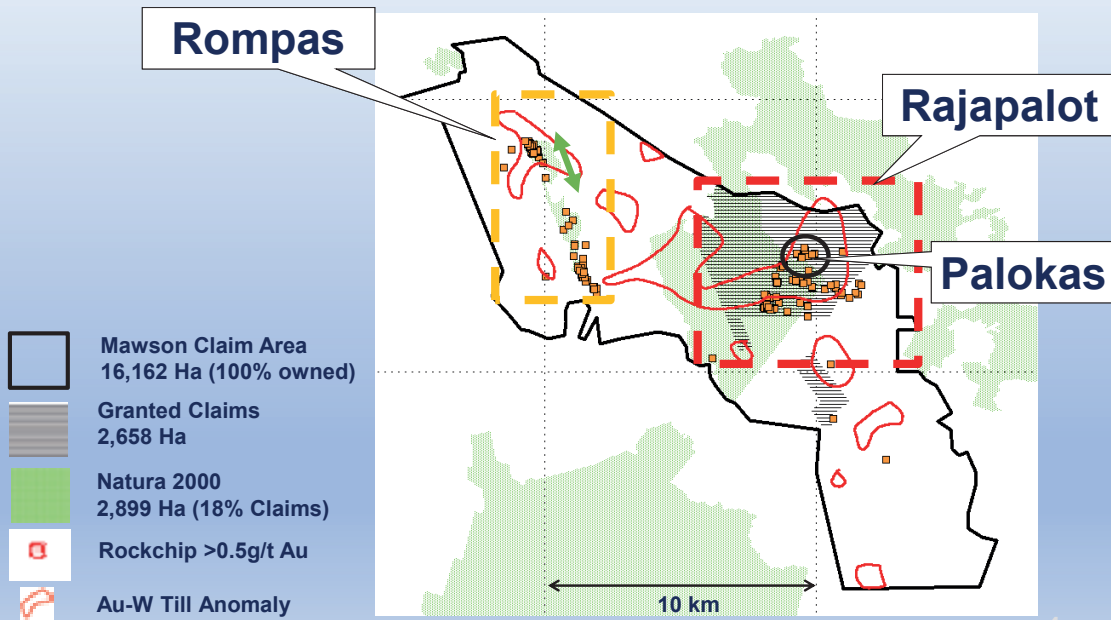 Rompas
Rajapalot
Palokas
Mawson Claim Area
16,162 Ha (100% owned)
Granted Claims
2,658 Ha
Natura 2000
2,899 Ha (18% Claims)
Rockchip >0.5g/t Au
Au-W Till Anomaly
10 km